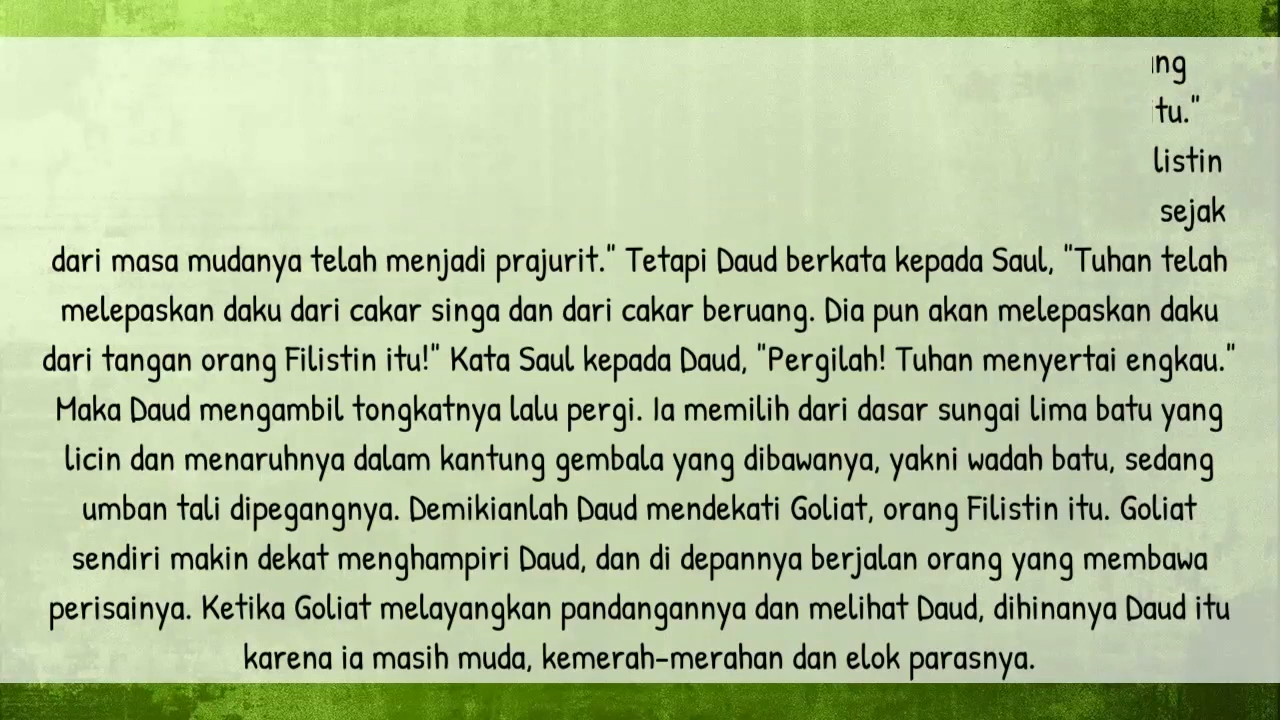 ng
tu."
listin
sejak
dari masa mudanya telah menjadi prajurit." Tetapi Daud berkata kepada Saul, "Tuhan telah
melepaskan daku dari cakar singa dan dari cakar beruang. Dia pun akan melepaskan daku
dari tangan orang Filistin itu!" Kata Saul kepada Daud, "Pergilah! Tuhan menyertai engkau."
Maka Daud mengambil tongkatnya lalu pergi. Ia memilih dari dasar sungai lima batu yang
licin dan menaruhnya dalam kantung gembala yang dibawanya, yakni wadah batu, sedang
umban tali dipegangnya. Demikianlah Daud mendekati Goliat, orang Filistin itu. Goliat
sendiri makin dekat menghampiri Daud, dan di depannya berjalan orang yang membawa
perisainya. Ketika Goliat melayangkan pandangannya dan melihat Daud, dihinanya Daud itu
karena ia masih muda, kemerah-merahan dan elok parasnya.